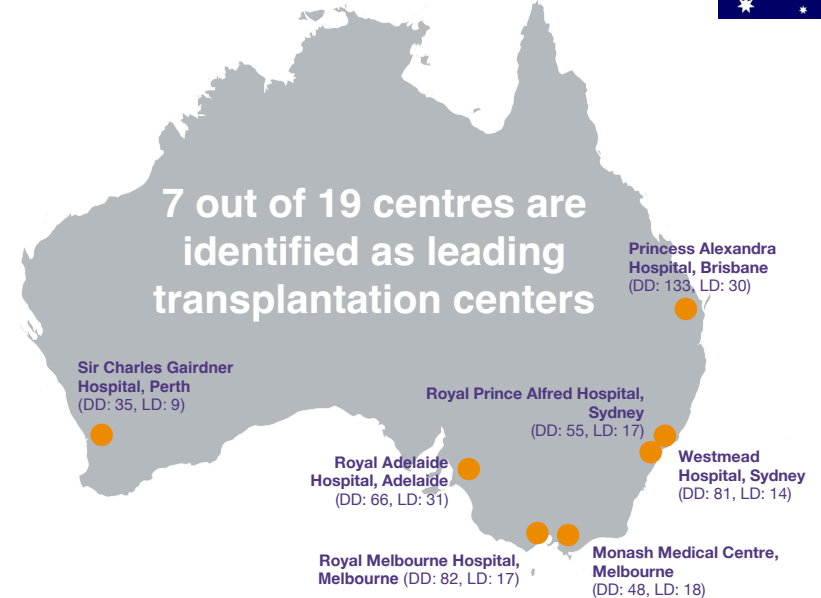 7 out of 19 centres are
identified as leading
transplantation centers
Princess Alexandra
Hospital, Brisbane
(DD: 133, LD: 30)
Sir Charles Gairdner
Hospital, Perth
(DD: 35, LD: 9)
Royal Prince Alfred Hospital,
Sydney
(DD: 55, LD: 17)
Royal Adelaide
Hospital, Adelaide
(DD: 66, LD: 31)
Westmead
Hospital, Sydney
(DD: 81, LD: 14)
Royal Melbourne Hospital,
Melbourne (DD: 82, LD: 17)
Monash Medical Centre,
Melbourne
(DD: 48, LD: 18)